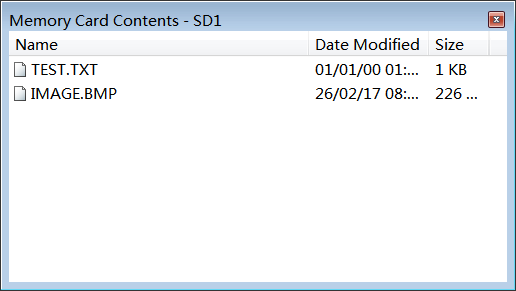 Memory Card Contents - SD1
Name Date Modified Size
TEST.TXT 01/01/00 01:... 1 KB
IMAGE.BMP 26/02/17 08:... 226 ...